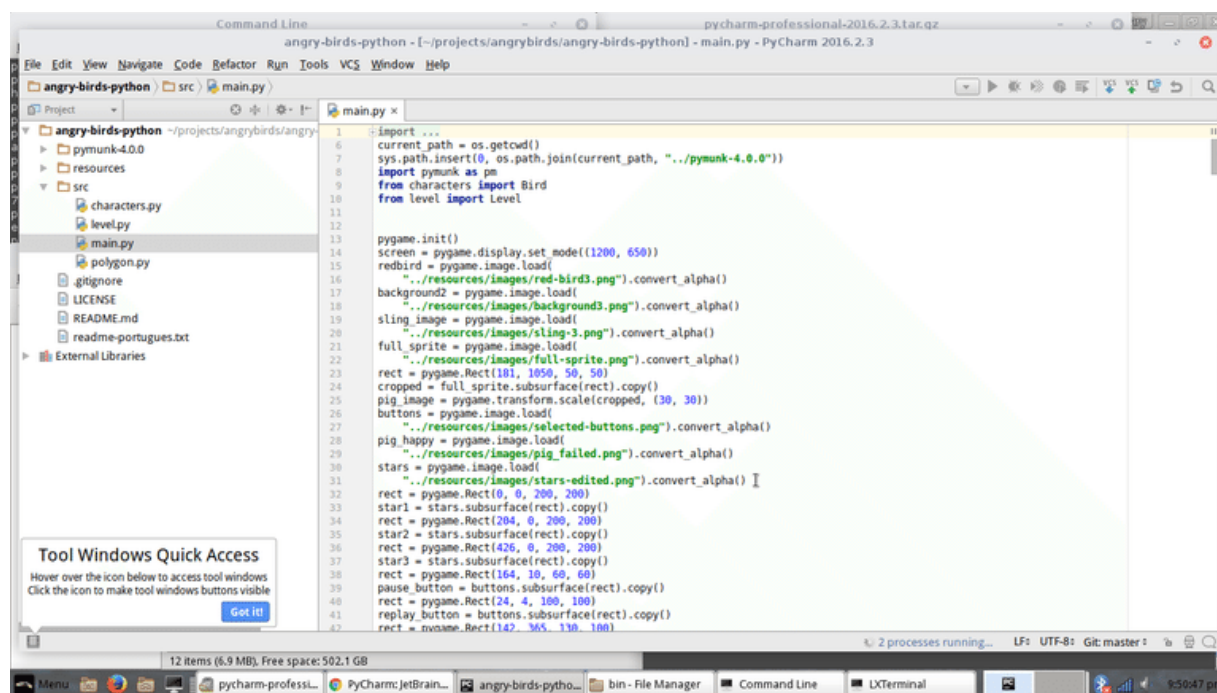 Command Line
pycharm-professional-2016.2.3.tar.gz
angry-birds-python - [~/projects/angrybirds/angry-birds-python] - main.py - PyCharm 2016.2.3
File Edit View Navigate Code Refactor Run Tools VCS Window Help
angry-birds-python src main.py
Project
main.py ×
angry-birds-python ~/projects/angrybirds/angry-
pymunk-4.0.0
resources
src
characters.py
level.py
main.py
polygon.py
.gitignore
LICENSE
README.md
readme-portugues.txt
External Libraries
1 import ...
6 current_path = os.getcwd()
7 sys.path.insert(0, os.path.join(current_path, "../pymunk-4.0.0"))
8 import pymunk as pm
9 from characters import Bird
10 from level import Level
11
12
13 pygame.init()
14 screen = pygame.display.set_mode((1200, 650))
15 redbird = pygame.image.load(
16 "../resources/images/red-bird3.png").convert_alpha()
17 background2 = pygame.image.load(
18 "../resources/images/background3.png").convert_alpha()
19 sling_image = pygame.image.load(
20 "../resources/images/sling-3.png").convert_alpha()
21 full_sprite = pygame.image.load(
22 "../resources/images/full-sprite.png").convert_alpha()
23 rect = pygame.Rect(181, 1050, 50, 50)
24 cropped = full_sprite.subsurface(rect).copy()
25 pig_image = pygame.transform.scale(cropped, (30, 30))
26 buttons = pygame.image.load(
27 "../resources/images/selected-buttons.png").convert_alpha()
28 pig_happy = pygame.image.load(
29 "../resources/images/pig_failed.png").convert_alpha()
30 stars = pygame.image.load(
31 "../resources/images/stars-edited.png").convert_alpha()
32 rect = pygame.Rect(0, 0, 200, 200)
33 star1 = stars.subsurface(rect).copy()
34 rect = pygame.Rect(204, 0, 200, 200)
35 star2 = stars.subsurface(rect).copy()
36 rect = pygame.Rect(426, 0, 200, 200)
37 star3 = stars.subsurface(rect).copy()
38 rect = pygame.Rect(164, 10, 60, 60)
39 pause_button = buttons.subsurface(rect).copy()
40 rect = pygame.Rect(24, 4, 100, 100)
41 replay_button = buttons.subsurface(rect).copy()
42 rect = pygame.Rect(142, 365, 130, 100)
Tool Windows Quick Access
Hover over the icon below to access tool windows
Click the icon to make tool windows buttons visible
Got it!
2 processes running... LF÷ UTF-8÷ Git: master÷
12 items (6.9 MB), Free space: 502.1 GB
Menu pycharm-professi... PyCharm: JetBrain... angry-birds-pytho... bin - File Manager Command Line LXTerminal 9:50:47